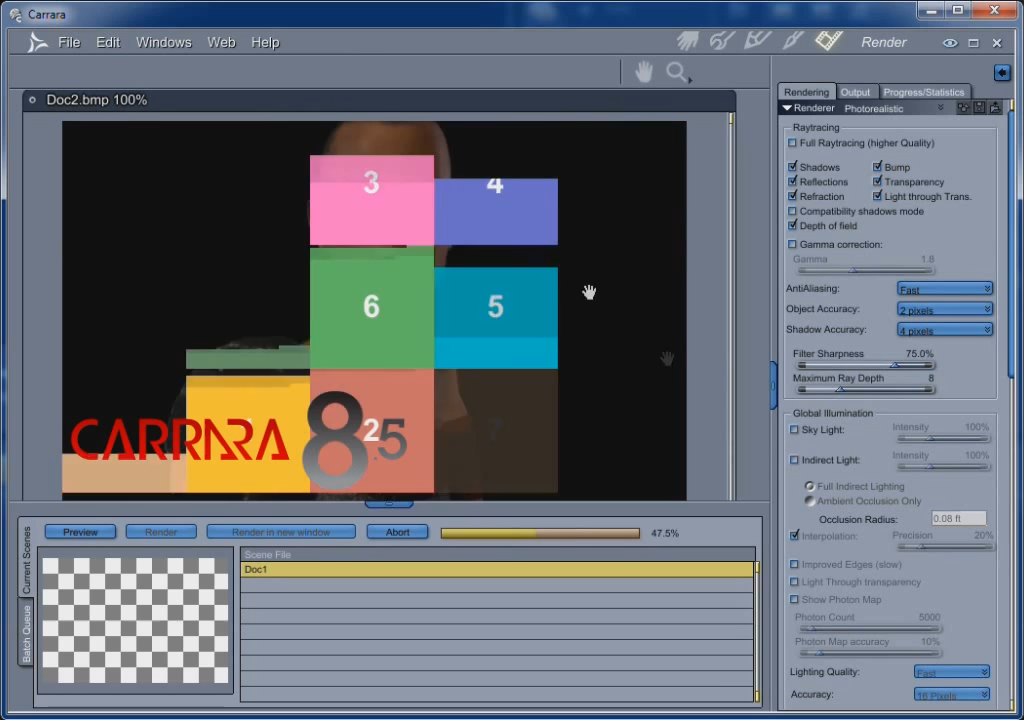 Carrara
File Edit Windows Web Help
Render
Doc2.bmp 100%
3
4
6
5
2
7
CARRARA 8.5
Rendering Output Progress/Statistics
Renderer Photorealistic
Raytracing
Full Raytracing (higher Quality)
Shadows Bump
Reflections Transparency
Refraction Light through Trans.
Compatibility shadows mode
Depth of field
Gamma correction:
Gamma 1.8
AntiAliasing: Fast
Object Accuracy: 2 pixels
Shadow Accuracy: 4 pixels
Filter Sharpness 75.0%
Maximum Ray Depth 8
Global Illumination
Sky Light: Intensity 100%
Indirect Light: Intensity 100%
Full Indirect Lighting
Ambient Occlusion Only
Occlusion Radius: 0.08 ft
Interpolation: Precision 20%
Improved Edges (slow)
Light Through transparency
Show Photon Map
Photon Count 5000
Photon Map accuracy 10%
Lighting Quality: Fast
Accuracy: 16 Pixels
Current Scenes
Batch Queue
Preview Render Render in new window Abort 47.5%
Scene File
Doc1